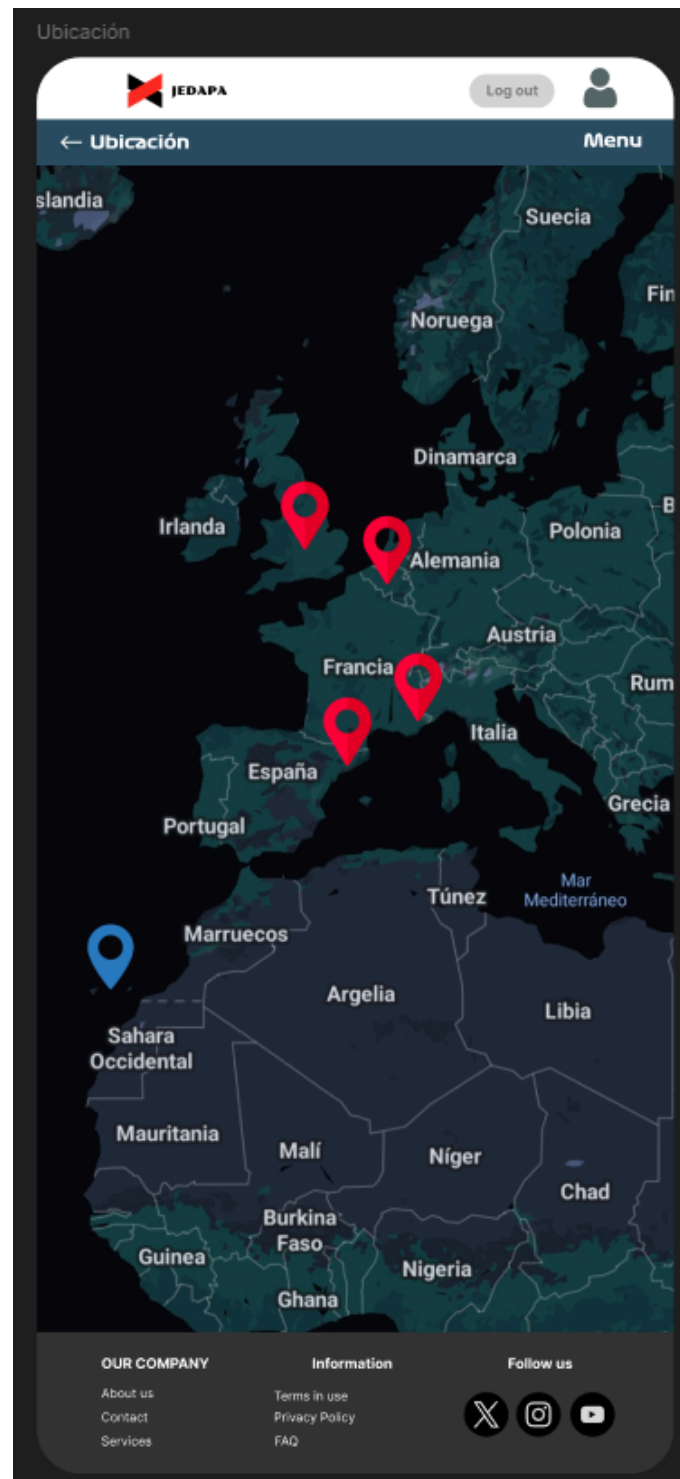 Ubicación
JEDAPA
Log out
← Ubicación
Menu
slandia
Suecia
Fin
Noruega
Dinamarca
Irlanda
B
Polonia
Alemania
Austria
Francia
Rum
Italia
España
Grecia
Portugal
Mar
Mediterráneo
Túnez
Marruecos
Argelia
Libia
Sahara
Occidental
Mauritania
Malí
Níger
Chad
Burkina
Faso
Guinea
Nigeria
Ghana
OUR COMPANY
Information
Follow us
About us
Terms in use
Contact
Privacy Policy
Services
FAQ